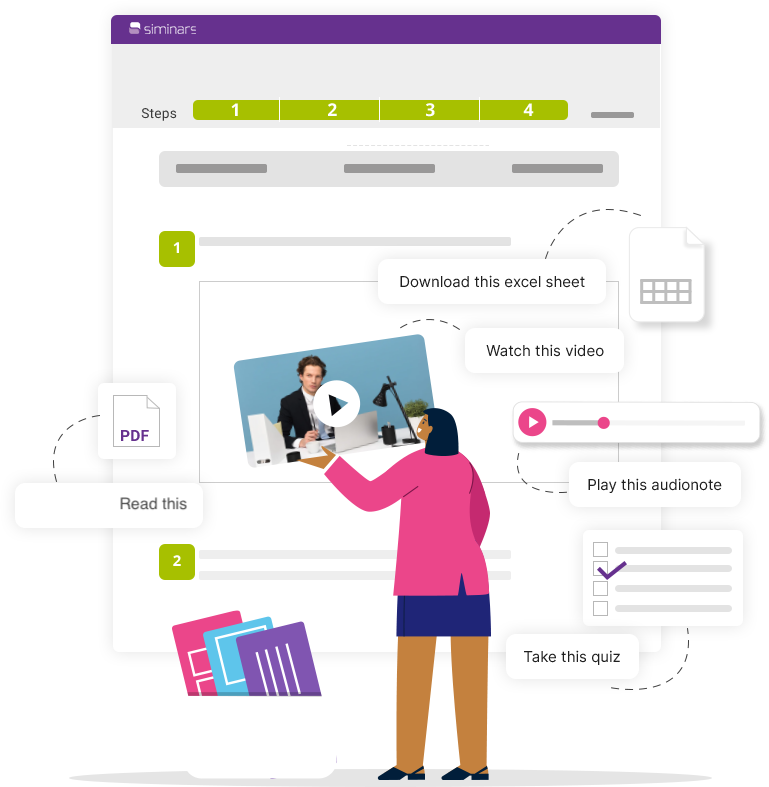 siminars
Steps 1 2 3 4
1
Download this excel sheet
Watch this video
PDF
Read this
Play this audionote
2
Take this quiz